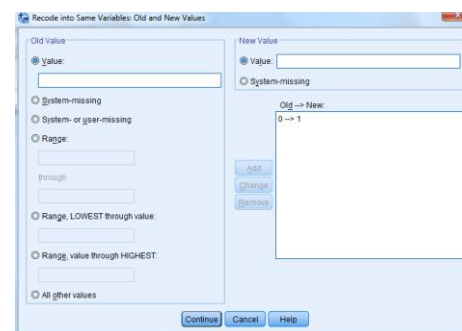 Recode into Same Variables: Old and New Values
Old Value
Value:
System-missing
System- or user-missing
Range:
through
Range, LOWEST through value:
Range, value through HIGHEST:
All other values
New Value
Value:
System-missing
Old --> New:
0 --> 1
Add
Change
Remove
Continue
Cancel
Help